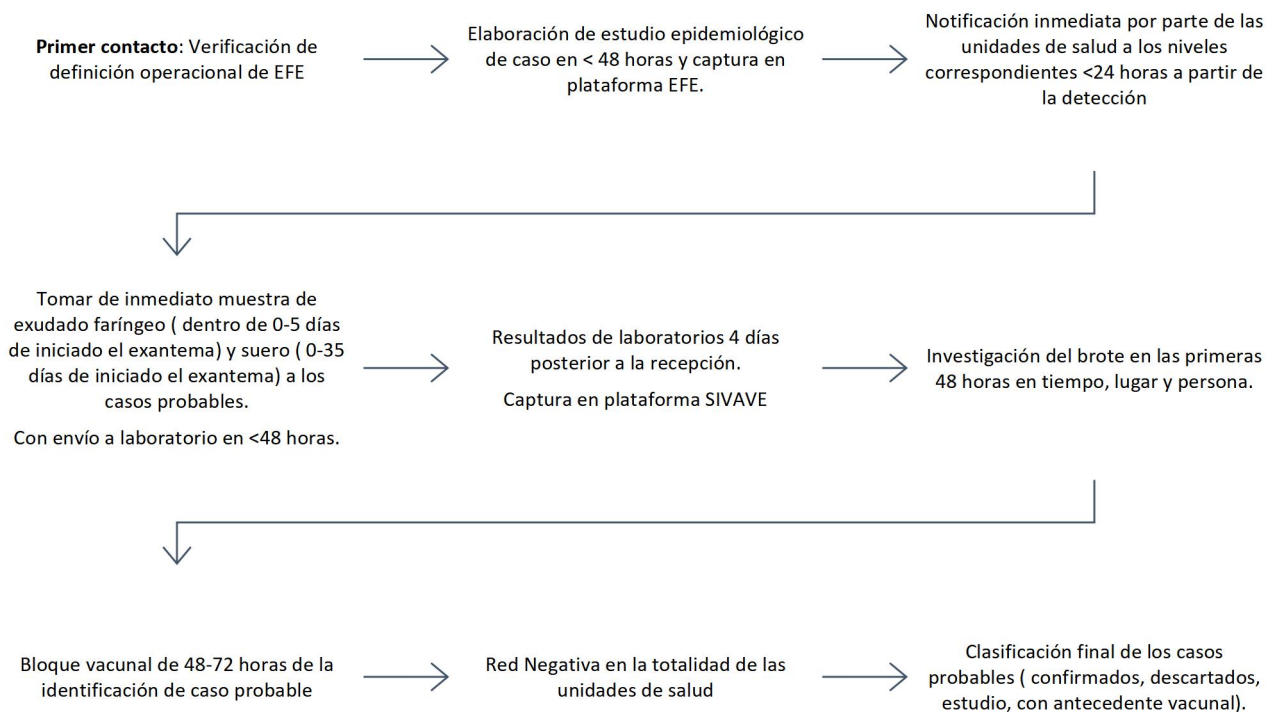 Primer contacto: Verificación de
definición operacional de EFE
Elaboración de estudio epidemiológico
de caso en < 48 horas y captura en
plataforma EFE.
Notificación inmediata por parte de las
unidades de salud a los niveles
correspondientes <24 horas a partir de
la detección
Tomar de inmediato muestra de
exudado faríngeo ( dentro de 0-5 días
de iniciado el exantema) y suero ( 0-35
días de iniciado el exantema) a los
casos probables.
Con envío a laboratorio en <48 horas.
Resultados de laboratorios 4 días
posterior a la recepción.
Captura en plataforma SIVAVE
Investigación del brote en las primeras
48 horas en tiempo, lugar y persona.
Bloque vacunal de 48-72 horas de la
identificación de caso probable
Red Negativa en la totalidad de las
unidades de salud
Clasificación final de los casos
probables ( confirmados, descartados,
estudio, con antecedente vacunal).